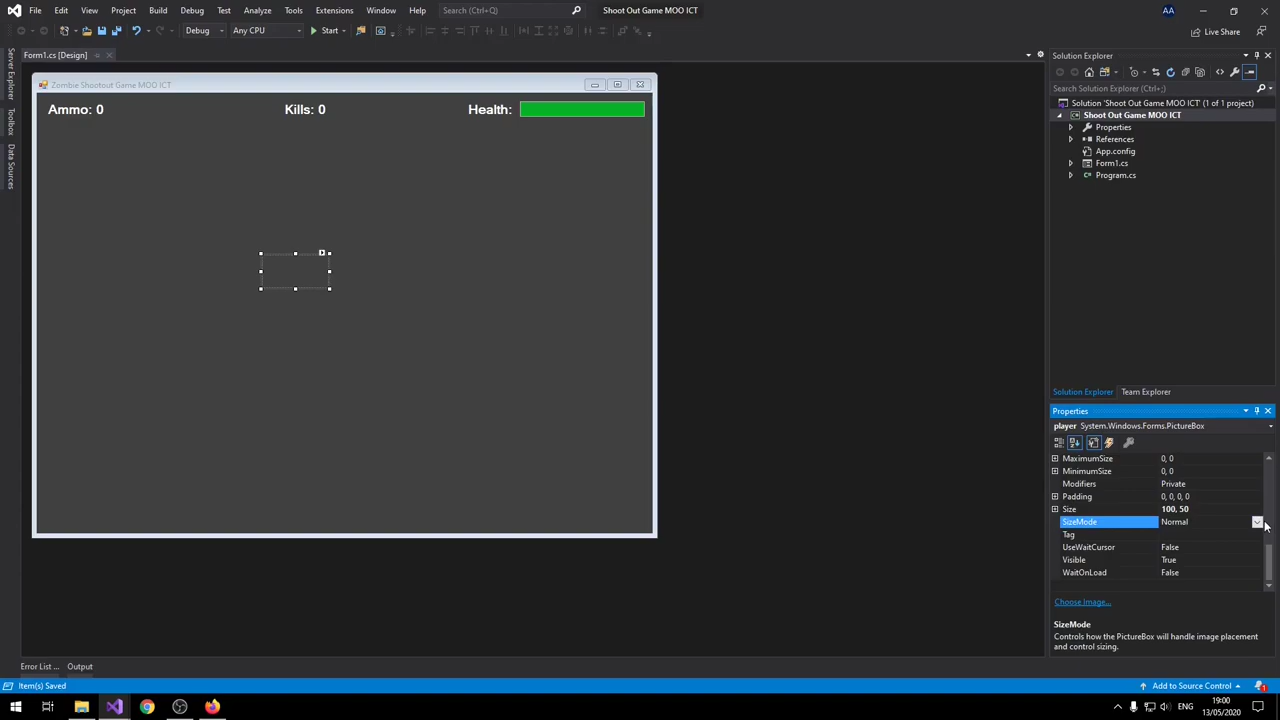 File Edit View Project Build Debug Test Analyze Tools Extensions Window Help Search (Ctrl+Q) Shoot Out Game MOO ICT AA
Debug Any CPU Start Live Share
Form1.cs [Design]
Server Explorer
Toolbox
Data Sources
Zombie Shootout Game MOO ICT
Ammo: 0 Kills: 0 Health:
Solution Explorer
Search Solution Explorer (Ctrl+;)
Solution 'Shoot Out Game MOO ICT' (1 of 1 project)
Shoot Out Game MOO ICT
Properties
References
App.config
Form1.cs
Program.cs
Solution Explorer Team Explorer
Properties
player System.Windows.Forms.PictureBox
MaximumSize 0, 0
MinimumSize 0, 0
Modifiers Private
Padding 0, 0, 0, 0
Size 100, 50
SizeMode Normal
Tag
UseWaitCursor False
Visible True
WaitOnLoad False
Choose Image...
SizeMode
Controls how the PictureBox will handle image placement
and control sizing.
Error List ... Output
Item(s) Saved Add to Source Control 1
19:00
13/05/2020